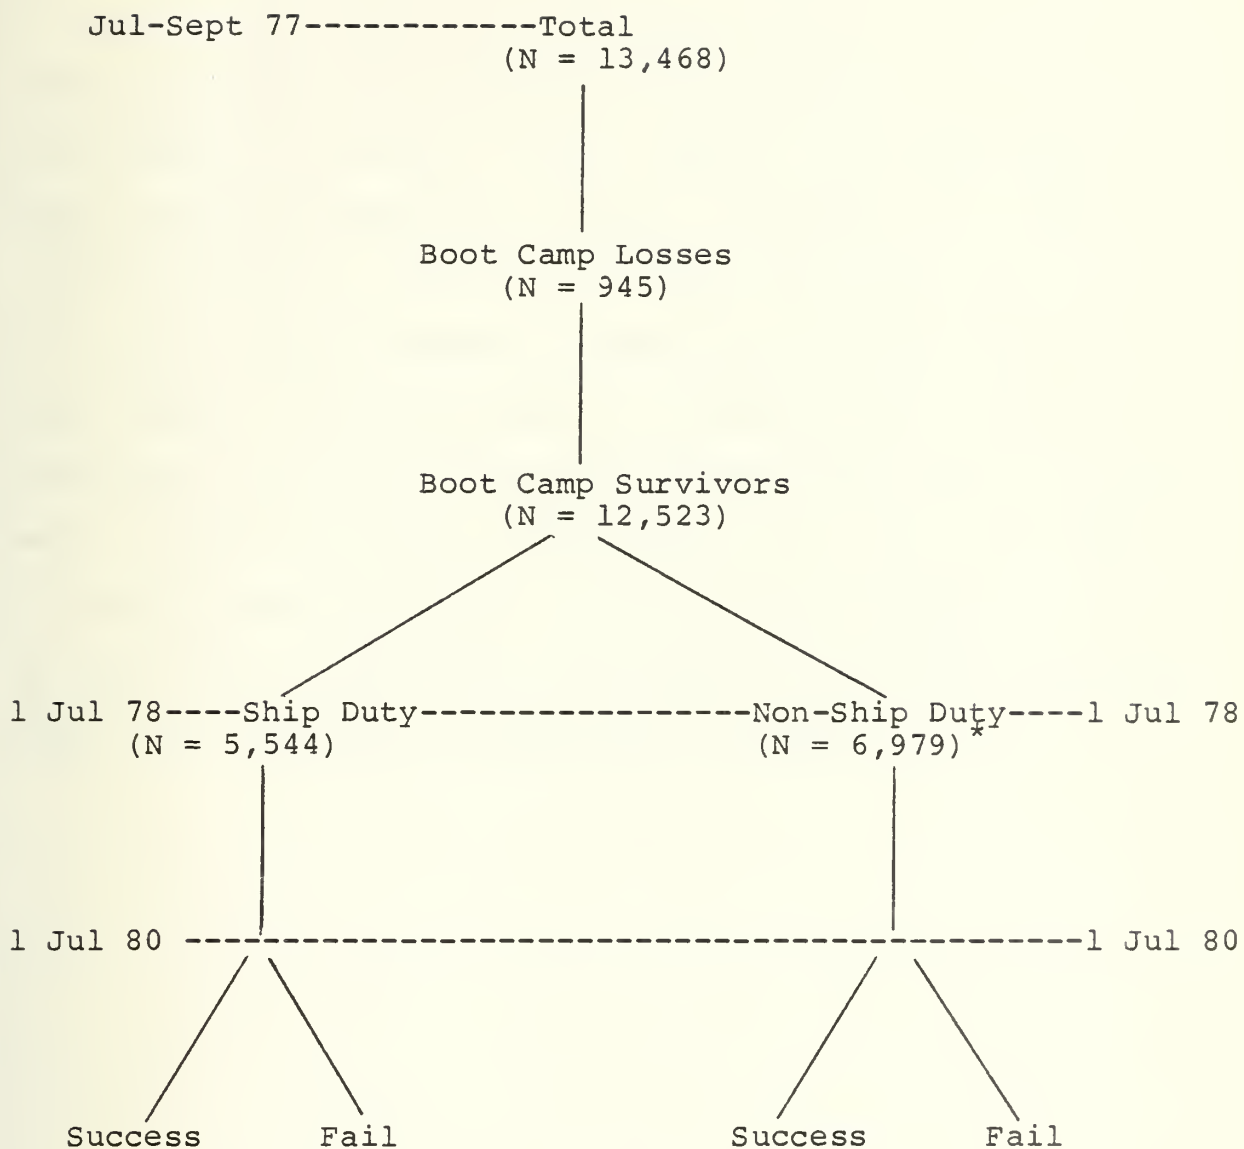 Jul-Sept 77------------Total
(N = 13,468)
Boot Camp Losses
(N = 945)
Boot Camp Survivors
(N = 12,523)
1 Jul 78----Ship Duty-----------------Non-Ship Duty----1 Jul 78
(N = 5,544) (N = 6,979)*
1 Jul 80 ----------------------------------------------1 Jul 80
Success Fail Success Fail